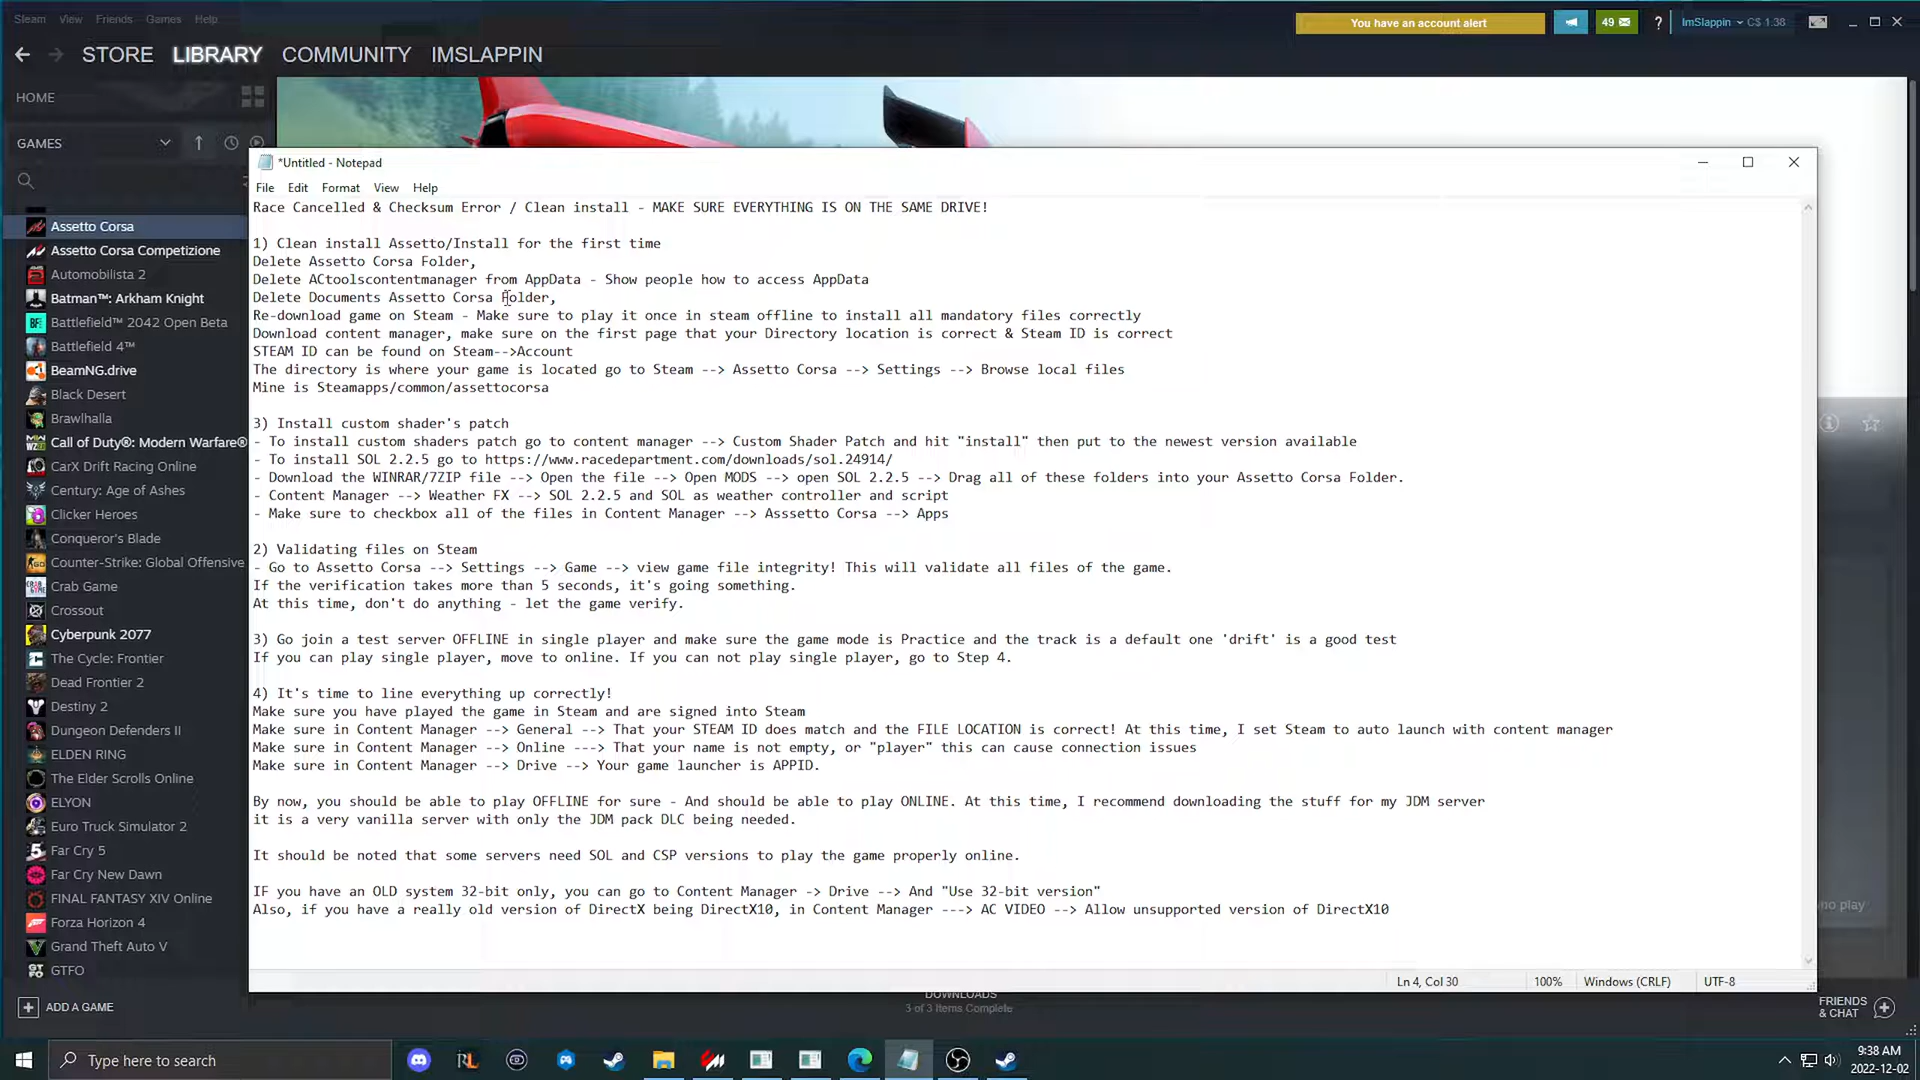 Steam View Friends Games Help
You have an account alert
49
?
ImSlappin C$ 1.38
STORE LIBRARY COMMUNITY IMSLAPPIN
HOME
GAMES
Assetto Corsa
Assetto Corsa Competizione
Automobilista 2
Batman™: Arkham Knight
Battlefield™ 2042 Open Beta
Battlefield 4™
BeamNG.drive
Black Desert
Brawlhalla
Call of Duty®: Modern Warfare®
CarX Drift Racing Online
Century: Age of Ashes
Clicker Heroes
Conqueror's Blade
Counter-Strike: Global Offensive
Crab Game
Crossout
Cyberpunk 2077
The Cycle: Frontier
Dead Frontier 2
Destiny 2
Dungeon Defenders II
ELDEN RING
The Elder Scrolls Online
ELYON
Euro Truck Simulator 2
Far Cry 5
Far Cry New Dawn
FINAL FANTASY XIV Online
Forza Horizon 4
Grand Theft Auto V
GTFO
ADD A GAME
*Untitled - Notepad
File Edit Format View Help
Race Cancelled & Checksum Error / Clean install - MAKE SURE EVERYTHING IS ON THE SAME DRIVE!
1) Clean install Assetto/Install for the first time
Delete Assetto Corsa Folder,
Delete ACtoolscontentmanager from AppData - Show people how to access AppData
Delete Documents Assetto Corsa Folder,
Re-download game on Steam - Make sure to play it once in steam offline to install all mandatory files correctly
Download content manager, make sure on the first page that your Directory location is correct & Steam ID is correct
STEAM ID can be found on Steam-->Account
The directory is where your game is located go to Steam --> Assetto Corsa --> Settings --> Browse local files
Mine is Steamapps/common/assettocorsa
3) Install custom shader's patch
- To install custom shaders patch go to content manager --> Custom Shader Patch and hit "install" then put to the newest version available
- To install SOL 2.2.5 go to https://www.racedepartment.com/downloads/sol.24914/
- Download the WINRAR/7ZIP file --> Open the file --> Open MODS --> open SOL 2.2.5 --> Drag all of these folders into your Assetto Corsa Folder.
- Content Manager --> Weather FX --> SOL 2.2.5 and SOL as weather controller and script
- Make sure to checkbox all of the files in Content Manager --> Asssetto Corsa --> Apps
2) Validating files on Steam
- Go to Assetto Corsa --> Settings --> Game --> view game file integrity! This will validate all files of the game.
If the verification takes more than 5 seconds, it's going something.
At this time, don't do anything - let the game verify.
3) Go join a test server OFFLINE in single player and make sure the game mode is Practice and the track is a default one 'drift' is a good test
If you can play single player, move to online. If you can not play single player, go to Step 4.
4) It's time to line everything up correctly!
Make sure you have played the game in Steam and are signed into Steam
Make sure in Content Manager --> General --> That your STEAM ID does match and the FILE LOCATION is correct! At this time, I set Steam to auto launch with content manager
Make sure in Content Manager --> Online ---> That your name is not empty, or "player" this can cause connection issues
Make sure in Content Manager --> Drive --> Your game launcher is APPID.
By now, you should be able to play OFFLINE for sure - And should be able to play ONLINE. At this time, I recommend downloading the stuff for my JDM server
it is a very vanilla server with only the JDM pack DLC being needed.
It should be noted that some servers need SOL and CSP versions to play the game properly online.
IF you have an OLD system 32-bit only, you can go to Content Manager -> Drive --> And "Use 32-bit version"
Also, if you have a really old version of DirectX being DirectX10, in Content Manager ---> AC VIDEO --> Allow unsupported version of DirectX10
Ln 4, Col 30 100% Windows (CRLF) UTF-8
no play
DOWNLOADS
3 of 3 Items Complete
FRIENDS
& CHAT
Type here to search
9:38 AM
2022-12-02